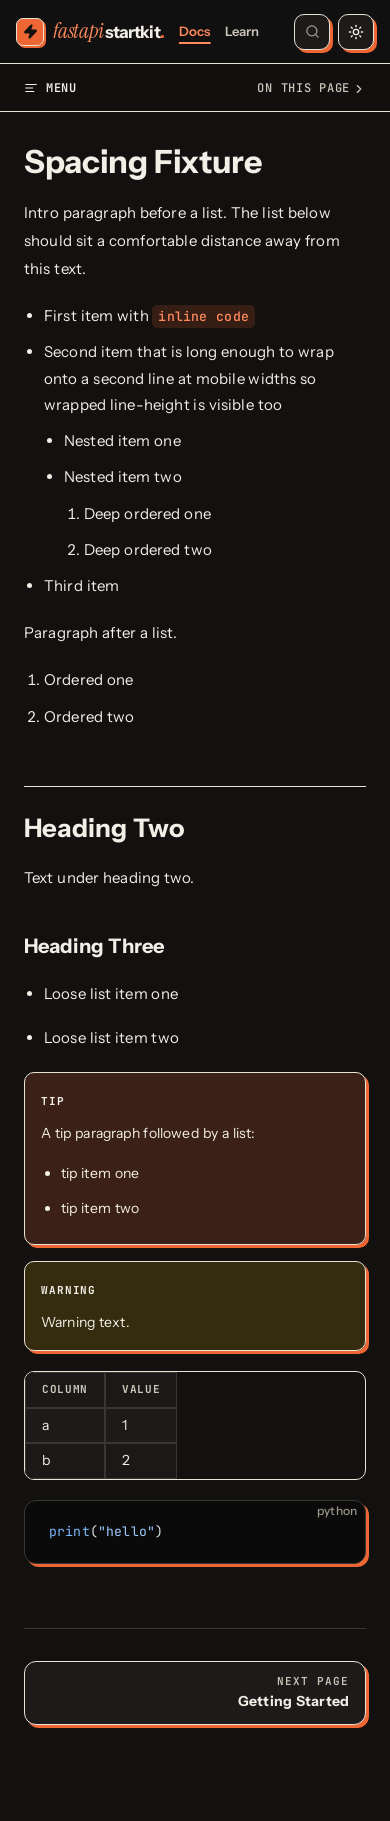 fastapi startkit. Docs Learn
MENU ON THIS PAGE
Spacing Fixture
Intro paragraph before a list. The list below
should sit a comfortable distance away from
this text.
• First item with inline code
• Second item that is long enough to wrap
onto a second line at mobile widths so
wrapped line-height is visible too
• Nested item one
• Nested item two
1. Deep ordered one
2. Deep ordered two
• Third item
Paragraph after a list.
1. Ordered one
2. Ordered two
Heading Two
Text under heading two.
Heading Three
• Loose list item one
• Loose list item two
TIP
A tip paragraph followed by a list:
• tip item one
• tip item two
WARNING
Warning text.
COLUMN VALUE
a 1
b 2
python
print("hello")
NEXT PAGE
Getting Started